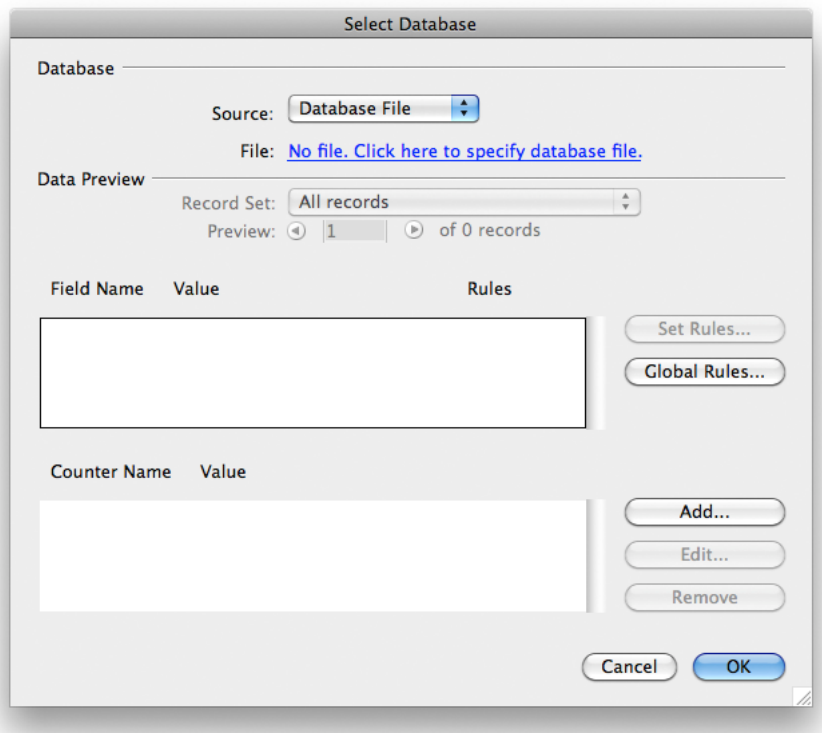 Select Database
Database
Source: Database File
File: No file. Click here to specify database file.
Data Preview
Record Set: All records
Preview: 1 of 0 records
Field Name Value Rules
Set Rules...
Global Rules...
Counter Name Value
Add...
Edit...
Remove
Cancel OK